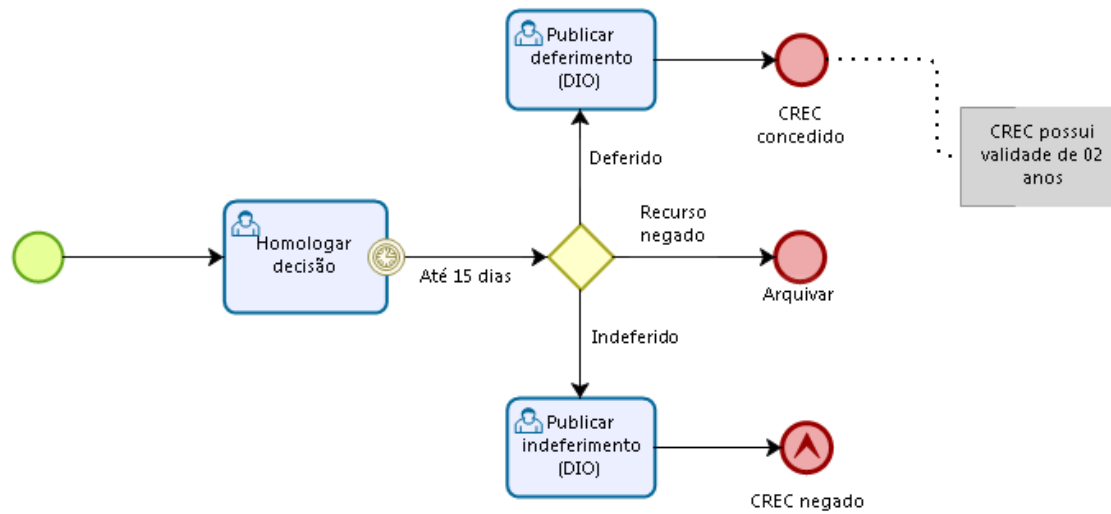 Publicar
deferimento
(DIO)
CREC
concedido
CREC possui
validade de 02
anos
Deferido
Homologar
decisão
Até 15 dias
Recurso
negado
Arquivar
Indeferido
Publicar
indeferimento
(DIO)
CREC negado